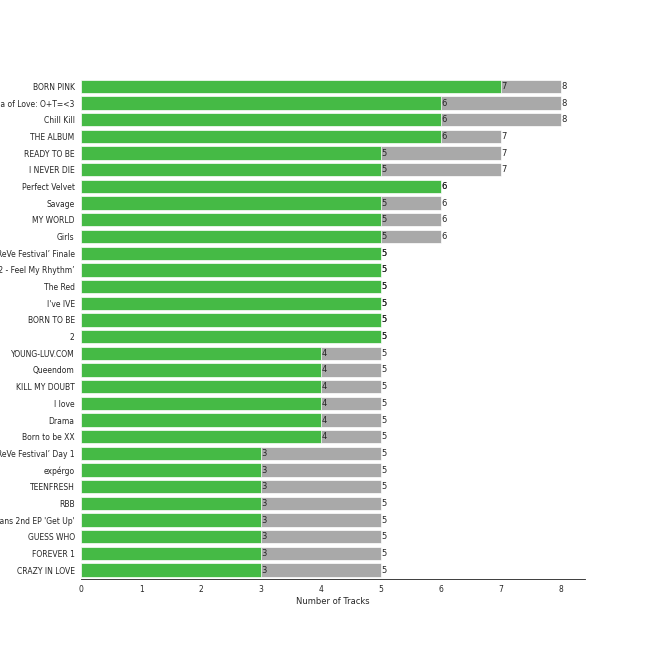 BORN PINK 7 8
a of Love: O+T=<3 6 8
Chill Kill 6 8
THE ALBUM 6 7
READY TO BE 5 7
I NEVER DIE 5 7
Perfect Velvet 6
Savage 5 6
MY WORLD 5 6
Girls 5 6
ReVe Festival' Finale 5
2 - Feel My Rhythm' 5
The Red 5
I've IVE 5
BORN TO BE 5
2 5
YOUNG-LUV.COM 4 5
Queendom 4 5
KILL MY DOUBT 4 5
I love 4 5
Drama 4 5
Born to be XX 4 5
ReVe Festival' Day 1 3 5
expérgo 3 5
TEENFRESH 3 5
RBB 3 5
ans 2nd EP 'Get Up' 3 5
GUESS WHO 3 5
FOREVER 1 3 5
CRAZY IN LOVE 3 5
0 1 2 3 4 5 6 7 8
Number of Tracks